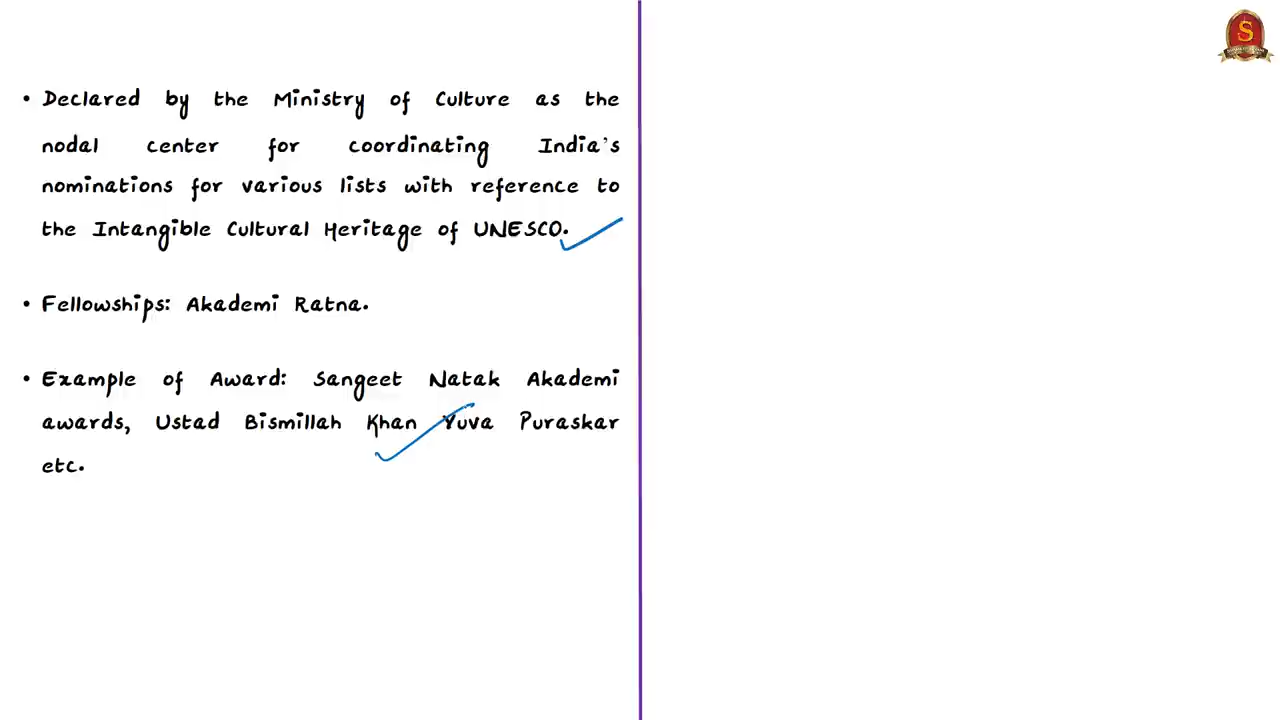 • Declared by the Ministry of Culture as the
nodal center for coordinating India's
nominations for various lists with reference to
the Intangible Cultural Heritage of UNESCO.
• Fellowships: Akademi Ratna.
• Example of Award: Sangeet Natak Akademi
awards, Ustad Bismillah Khan Yuva Puraskar
etc.
S